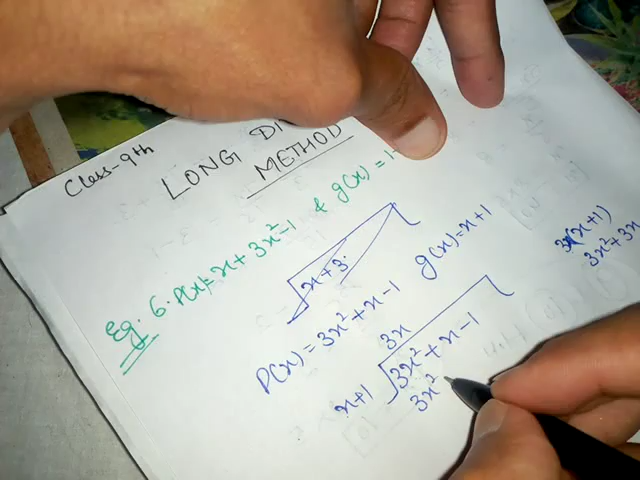 Class-9th
LONG DI
METHOD
Eg: 6. P(x)= x + 3x²-1 & g(x) = 1
x+3.
P(x) = 3x²+x-1 g(x)=x+1
3x(x+1)
3x²+3x
3x
x+1 3x²+x-1
3x²